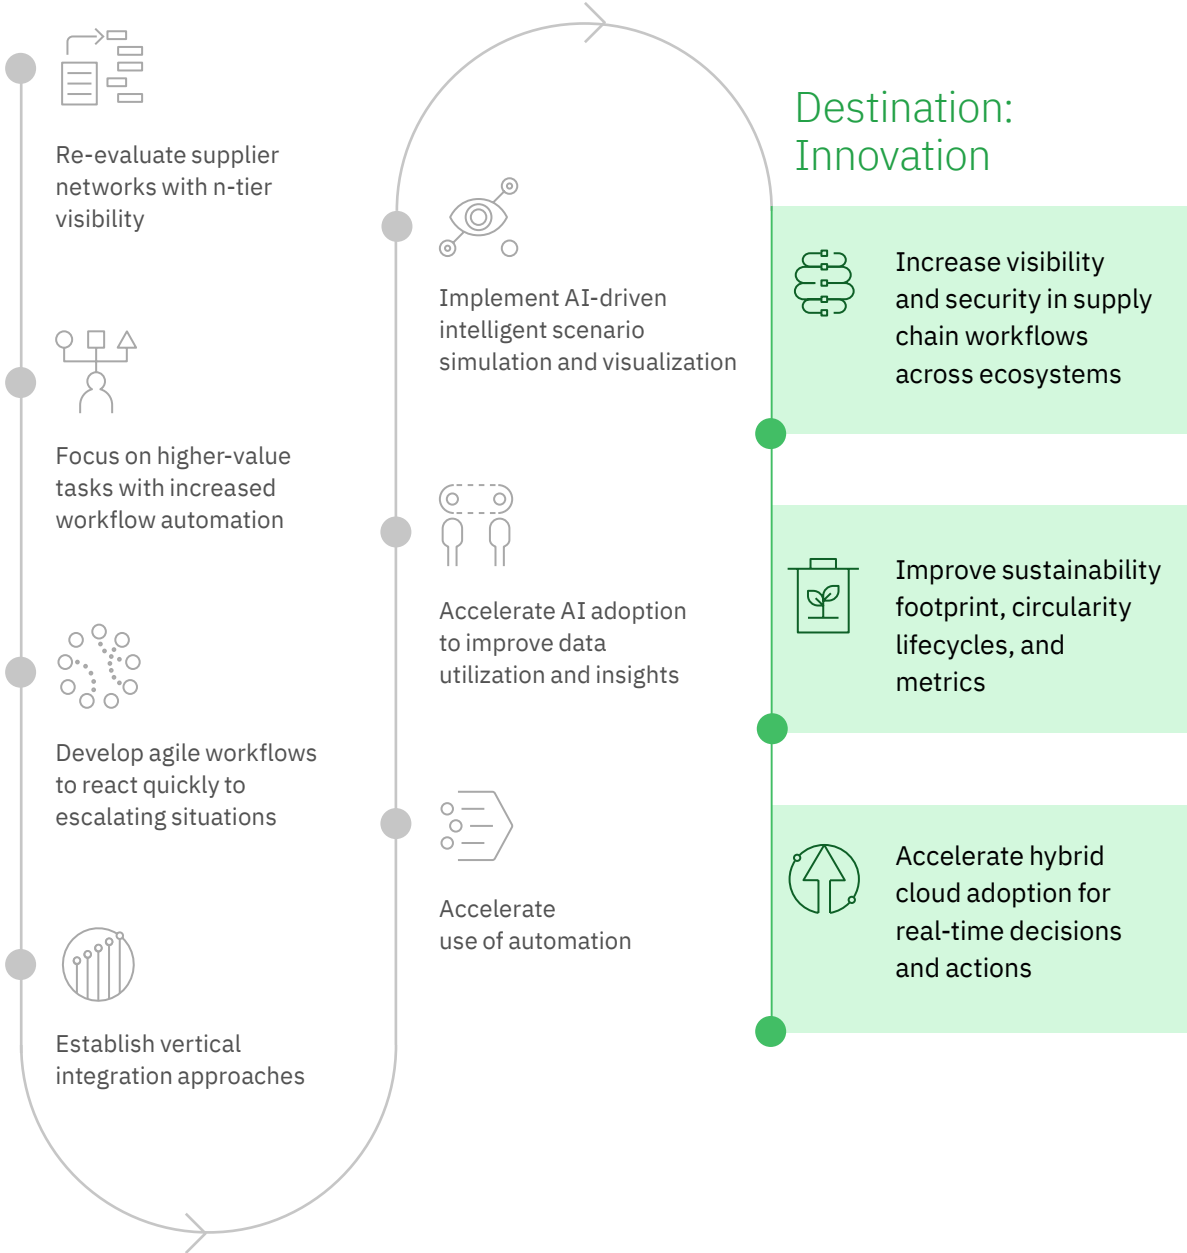 Re-evaluate supplier
networks with n-tier
visibility
Focus on higher-value
tasks with increased
workflow automation
Develop agile workflows
to react quickly to
escalating situations
Establish vertical
integration approaches
Implement AI-driven
intelligent scenario
simulation and visualization
Accelerate AI adoption
to improve data
utilization and insights
Accelerate
use of automation
Destination:
Innovation
Increase visibility
and security in supply
chain workflows
across ecosystems
Improve sustainability
footprint, circularity
lifecycles, and
metrics
Accelerate hybrid
cloud adoption for
real-time decisions
and actions